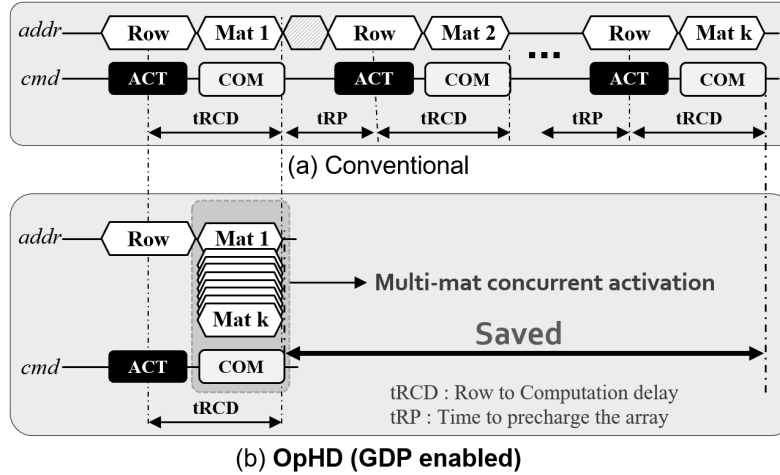 addr Row Mat 1 Row Mat 2 ... Row Mat k
cmd ACT COM ACT COM ACT COM
tRCD tRP tRCD tRP tRCD
(a) Conventional
addr Row Mat 1
Multi-mat concurrent activation
Mat k
Saved
cmd ACT COM
tRCD : Row to Computation delay
tRCD
tRP : Time to precharge the array
(b) OpHD (GDP enabled)